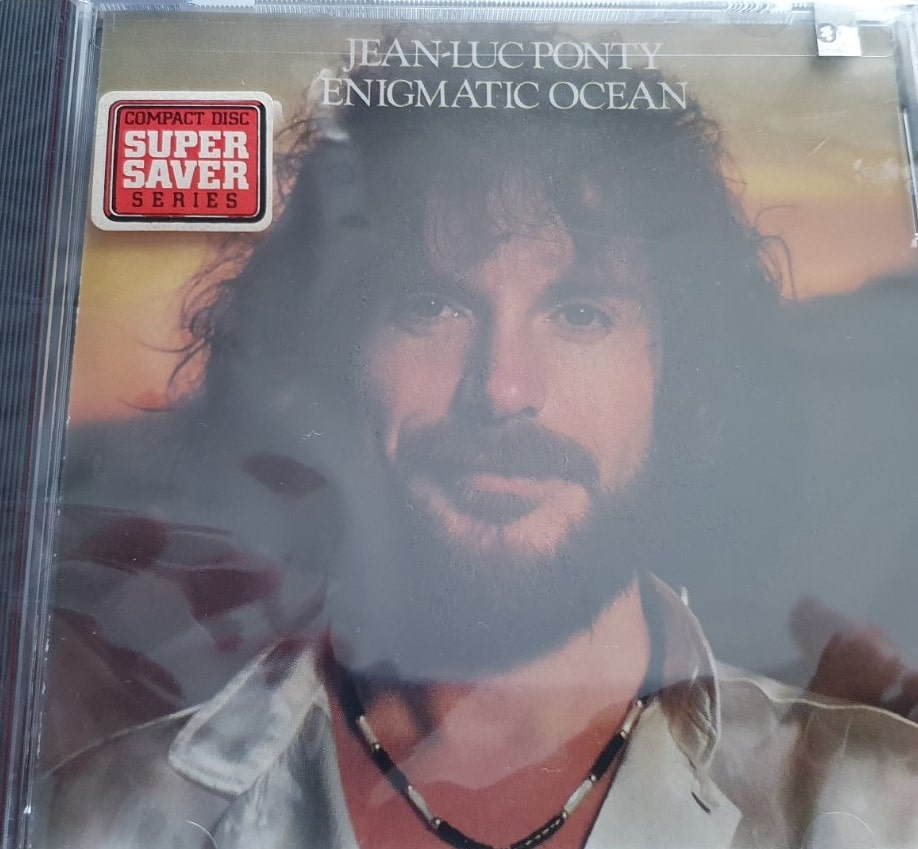 JEAN-LUC PONTY
ENIGMATIC OCEAN
COMPACT DISC
SUPER
SAVER
SERIES